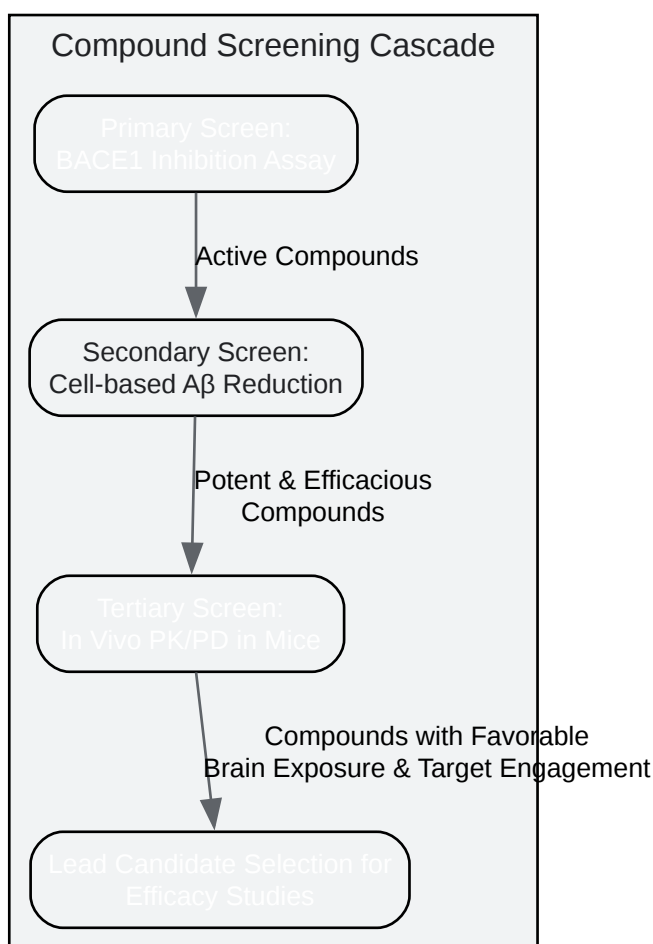 Compound Screening Cascade
Primary Screen:
BACE1 Inhibition Assay
Active Compounds
Secondary Screen:
Cell-based Aβ Reduction
Potent & Efficacious
Compounds
Tertiary Screen:
In Vivo PK/PD in Mice
Compounds with Favorable
Brain Exposure & Target Engagement
Lead Candidate Selection for
Efficacy Studies